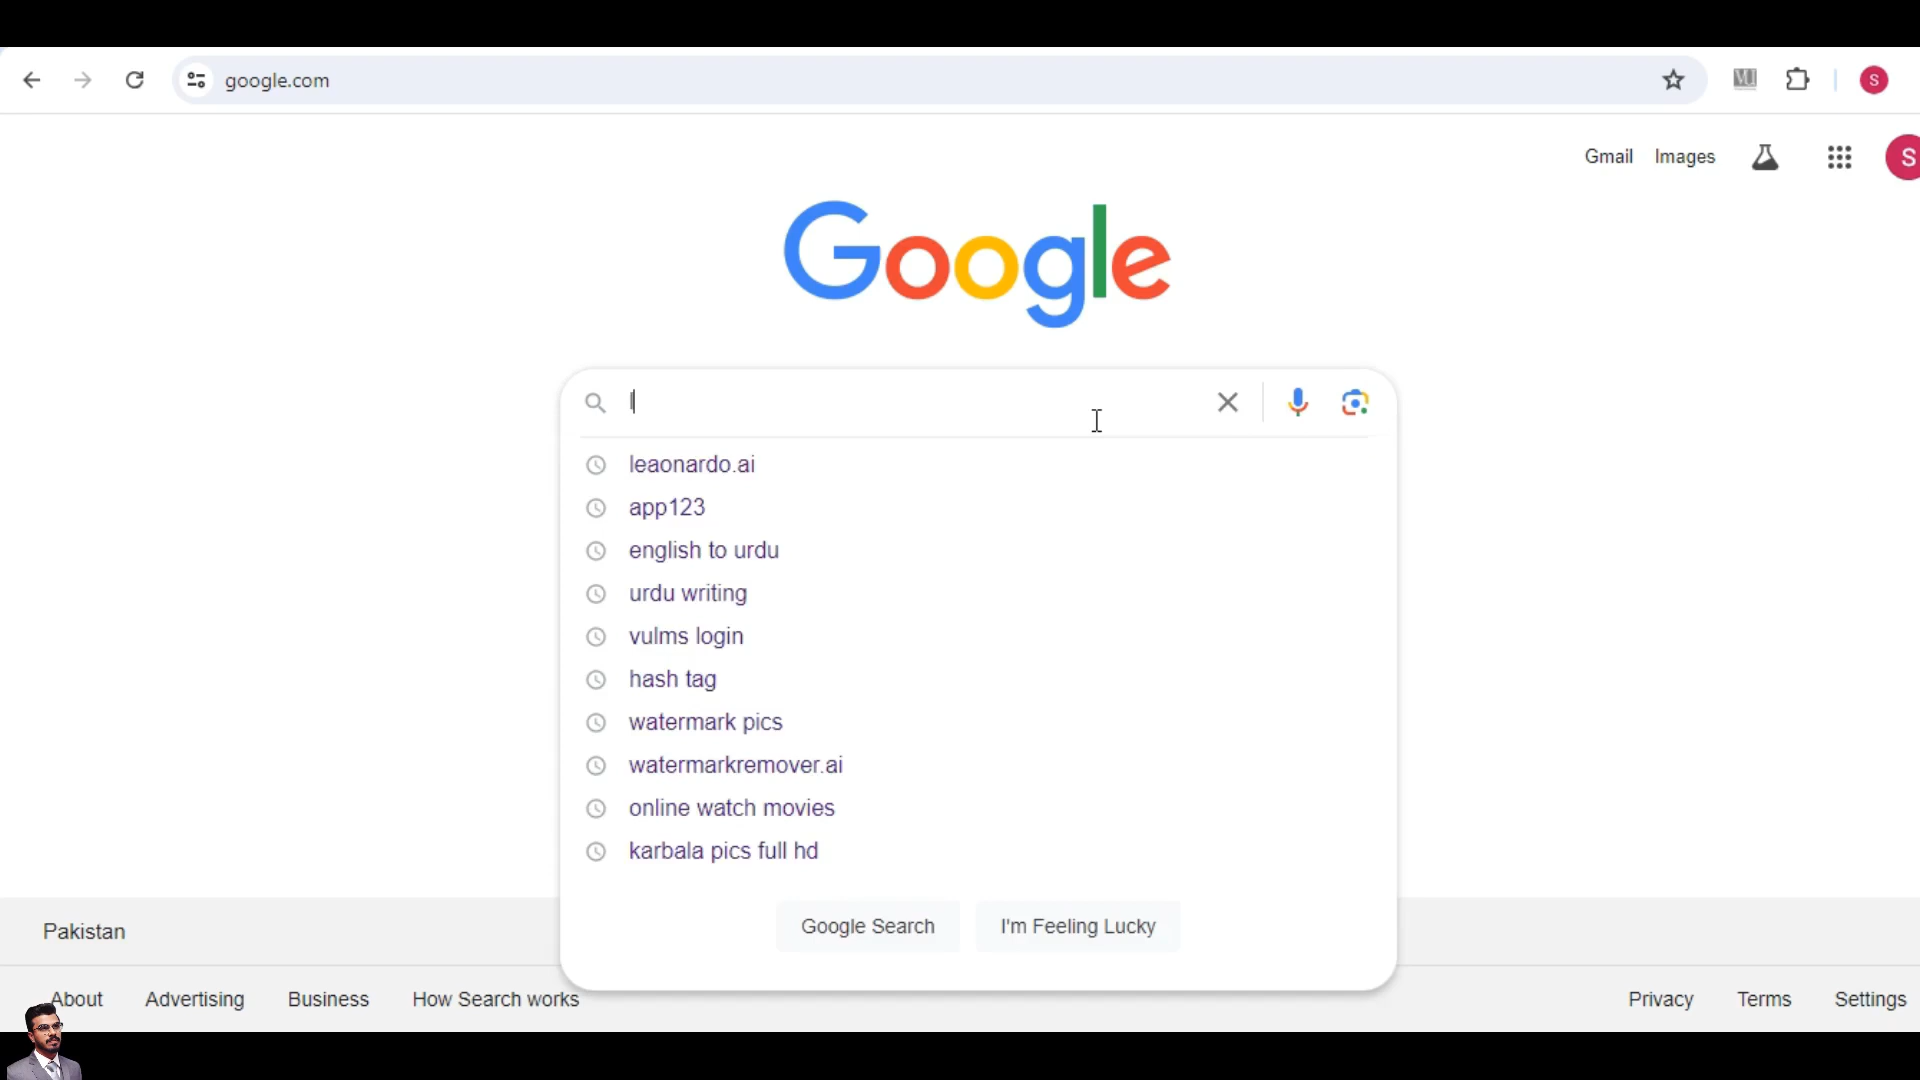 google.com
VU
S
Gmail
Images
S
Google
l
leaonardo.ai
app123
english to urdu
urdu writing
vulms login
hash tag
watermark pics
watermarkremover.ai
online watch movies
karbala pics full hd
Google Search
I'm Feeling Lucky
Pakistan
About
Advertising
Business
How Search works
Privacy
Terms
Settings